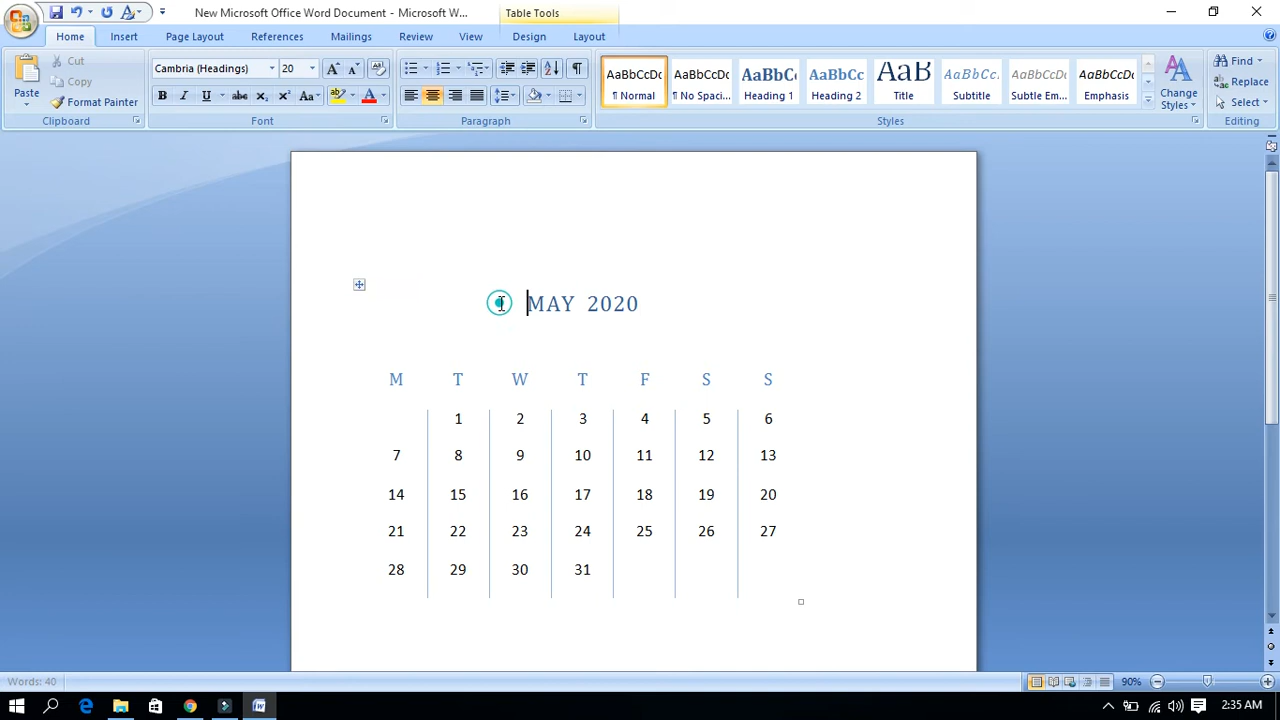 New Microsoft Office Word Document - Microsoft W...
Table Tools
Home
Insert
Page Layout
References
Mailings
Review
View
Design
Layout
Paste
Cut
Copy
Format Painter
Clipboard
Cambria (Headings)
20
Font
Paragraph
AaBbCcDc
¶ Normal
AaBbCcDc
¶ No Spaci...
AaBbC
Heading 1
AaBbCc
Heading 2
AaB
Title
AaBbCc.
Subtitle
AaBbCcDc
Subtle Em...
AaBbCcDc
Emphasis
Change
Styles
Styles
Find
Replace
Select
Editing
MAY 2020
M T W T F S S
1 2 3 4 5 6
7 8 9 10 11 12 13
14 15 16 17 18 19 20
21 22 23 24 25 26 27
28 29 30 31
Words: 40
90%
2:35 AM